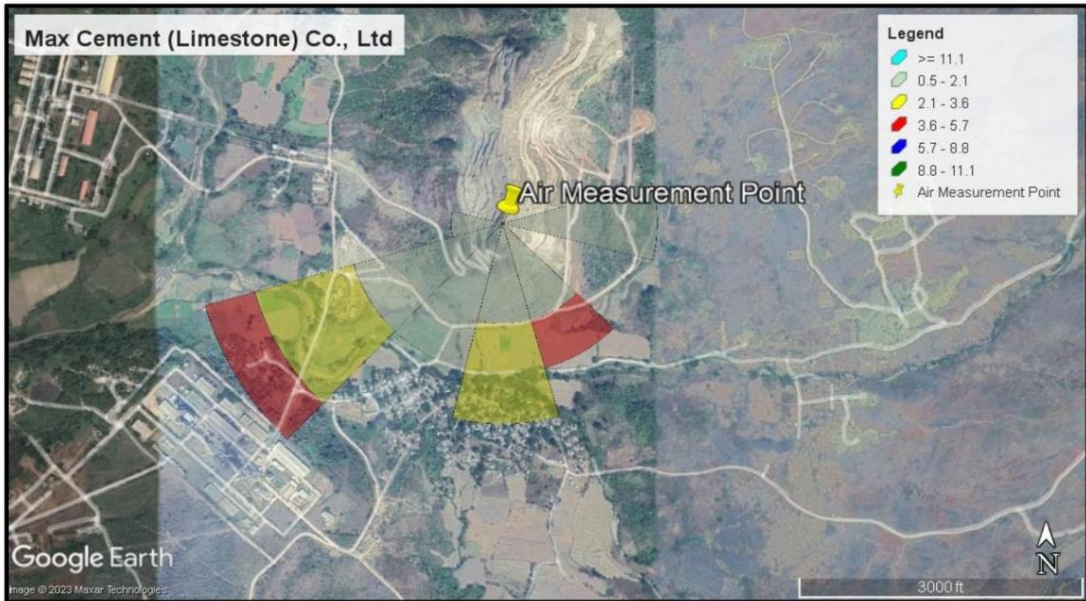 Max Cement (Limestone) Co., Ltd
Legend
>= 11.1
0.5 - 2.1
2.1 - 3.6
3.6 - 5.7
5.7 - 8.8
8.8 - 11.1
Air Measurement Point
Air Measurement Point
Google Earth
Image © 2023 Maxar Technologies
N
3000 ft